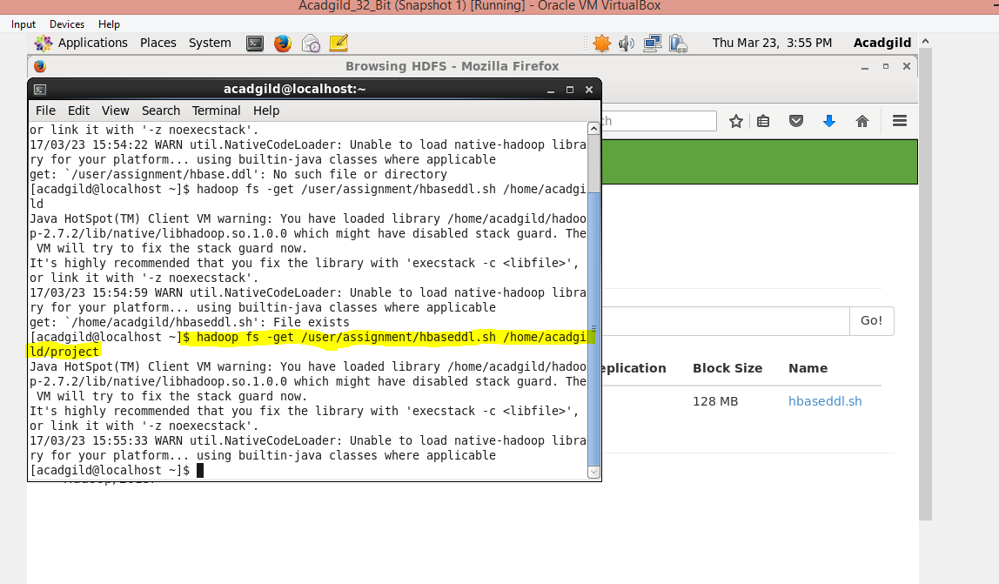 Acadgild_32_Bit (Snapshot 1) [Running] - Oracle VM VirtualBox
Input Devices Help
Applications Places System Thu Mar 23, 3:55 PM Acadgild
Browsing HDFS - Mozilla Firefox
acadgild@localhost:~
File Edit View Search Terminal Help
or link it with '-z noexecstack'.
17/03/23 15:54:22 WARN util.NativeCodeLoader: Unable to load native-hadoop libra
ry for your platform... using builtin-java classes where applicable
get: `/user/assignment/hbase.ddl': No such file or directory
[acadgild@localhost ~]$ hadoop fs -get /user/assignment/hbaseddl.sh /home/acadgi
ld
Java HotSpot(TM) Client VM warning: You have loaded library /home/acadgild/hadoo
p-2.7.2/lib/native/libhadoop.so.1.0.0 which might have disabled stack guard. The
VM will try to fix the stack guard now.
It's highly recommended that you fix the library with 'execstack -c <libfile>',
or link it with '-z noexecstack'.
17/03/23 15:54:59 WARN util.NativeCodeLoader: Unable to load native-hadoop libra
ry for your platform... using builtin-java classes where applicable
get: `/home/acadgild/hbaseddl.sh': File exists
[acadgild@localhost ~]$ hadoop fs -get /user/assignment/hbaseddl.sh /home/acadgi
ld/project
Java HotSpot(TM) Client VM warning: You have loaded library /home/acadgild/hadoo
p-2.7.2/lib/native/libhadoop.so.1.0.0 which might have disabled stack guard. The
VM will try to fix the stack guard now.
It's highly recommended that you fix the library with 'execstack -c <libfile>',
or link it with '-z noexecstack'.
17/03/23 15:55:33 WARN util.NativeCodeLoader: Unable to load native-hadoop libra
ry for your platform... using builtin-java classes where applicable
[acadgild@localhost ~]$
ch
Go!
eplication Block Size Name
128 MB hbaseddl.sh